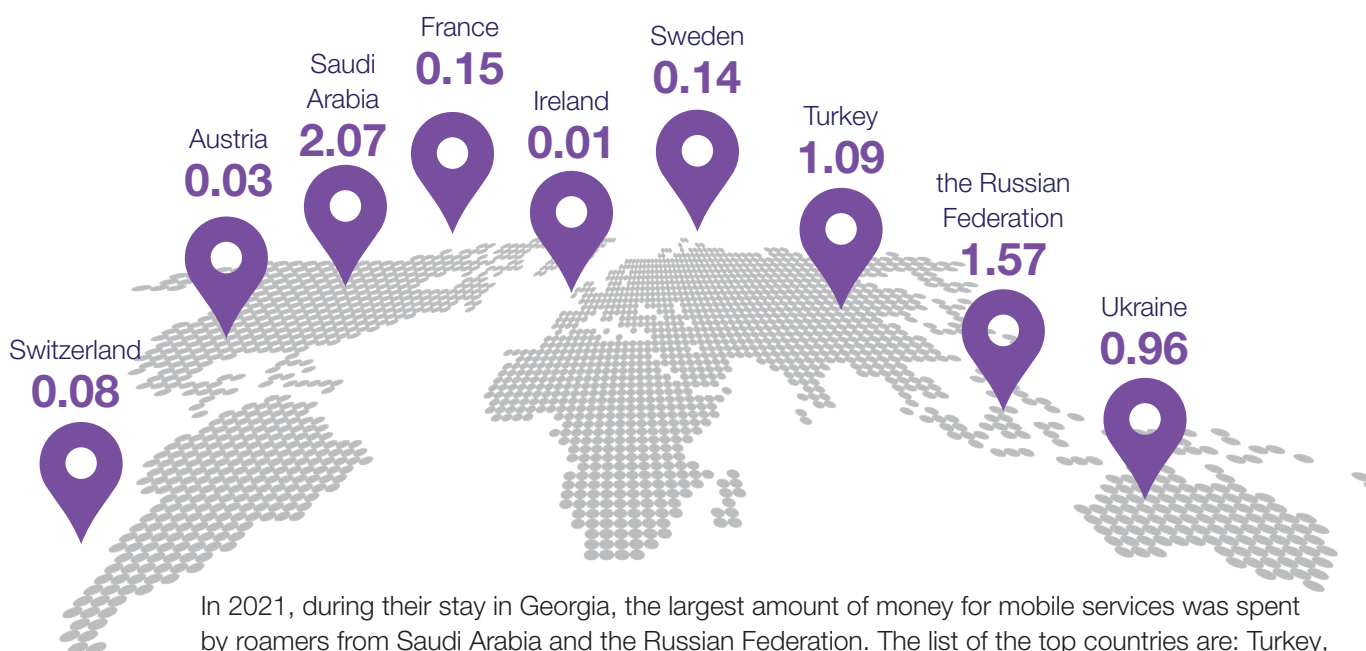 France
0.15
Sweden
0.14
Saudi
Arabia
2.07
Ireland
0.01
Turkey
1.09
Austria
0.03
the Russian
Federation
1.57
Ukraine
0.96
Switzerland
0.08
In 2021, during their stay in Georgia, the largest amount of money for mobile services was spent
by roamers from Saudi Arabia and the Russian Federation. The list of the top countries are: Turkey,